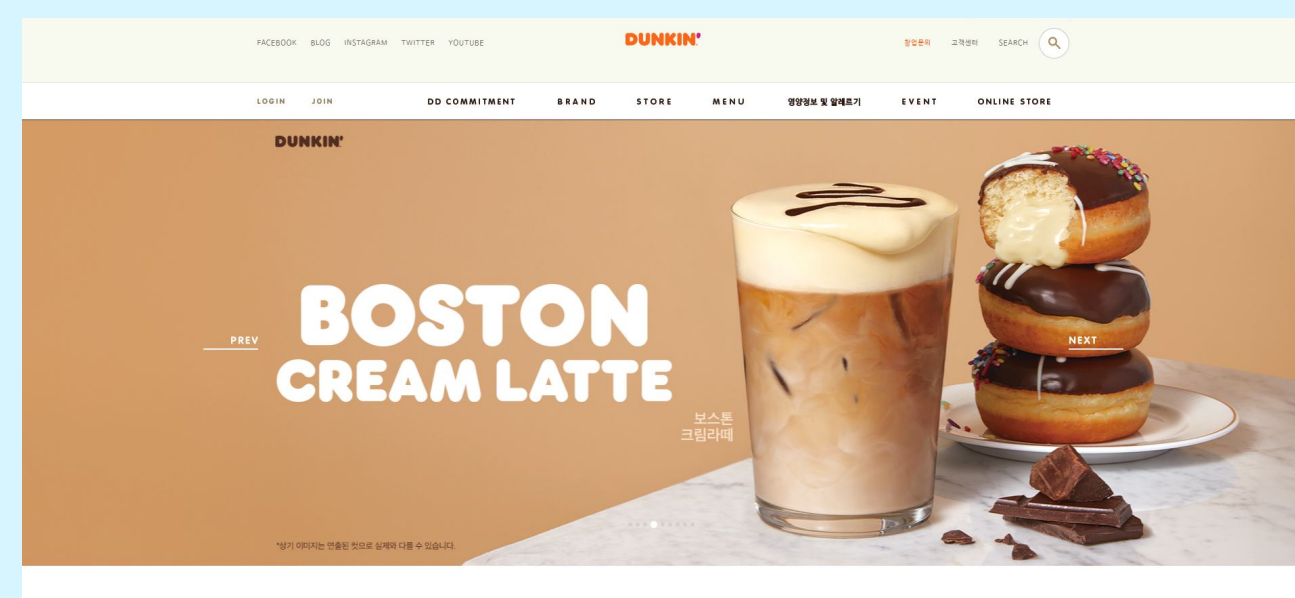 FACEBOOK BLOG INSTAGRAM TWITTER YOUTUBE DUNKIN' 창업문의 고객센터 SEARCH
LOGIN JOIN DD COMMITMENT BRAND STORE MENU 영양정보 및 알레르기 EVENT ONLINE STORE
DUNKIN'
BOSTON
CREAM LATTE
PREV
NEXT
보스톤
크림라떼
*상기 이미지는 연출된 컷으로 실제와 다를 수 있습니다.